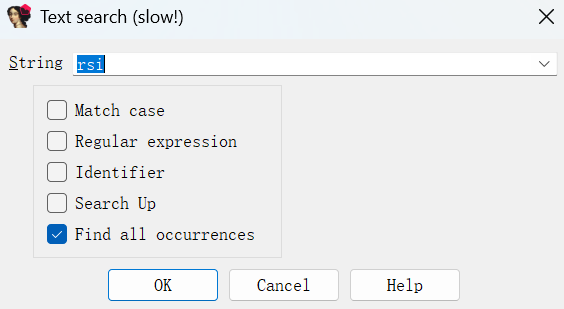 Text search (slow!)
String rsi
Match case
Regular expression
Identifier
Search Up
Find all occurrences
OK Cancel Help